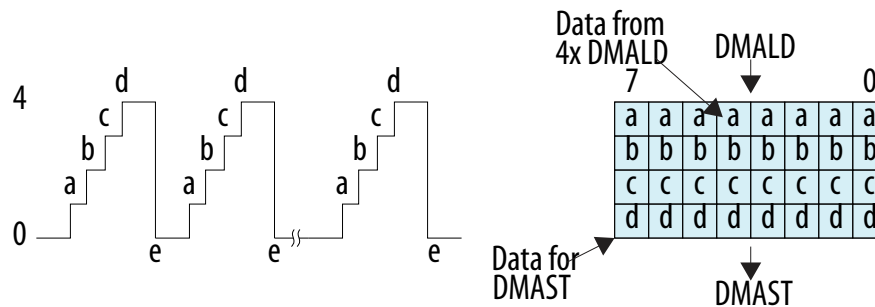 4
0
a
b
c
d
e
a
b
c
d
e
a
b
c
d
e
Data from
4x DMALD
DMALD
7 0
a a a a a a a a
b b b b b b b b
c c c c c c c c
d d d d d d d d
Data for
DMAST
DMAST